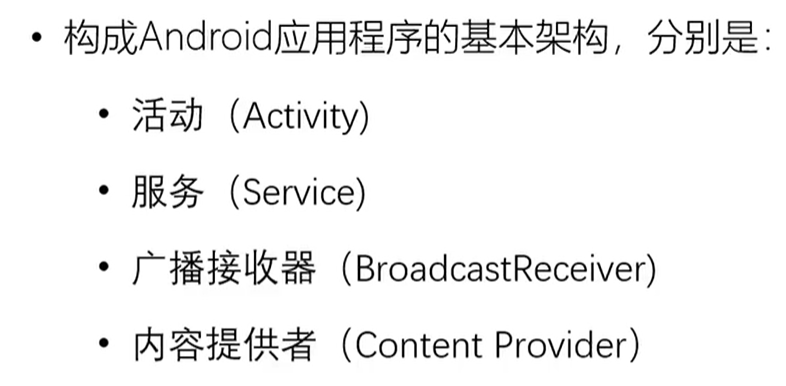 • 构成Android应用程序的基本架构，分别是：
• 活动（Activity)
• 服务（Service)
• 广播接收器（BroadcastReceiver)
• 内容提供者（Content Provider）